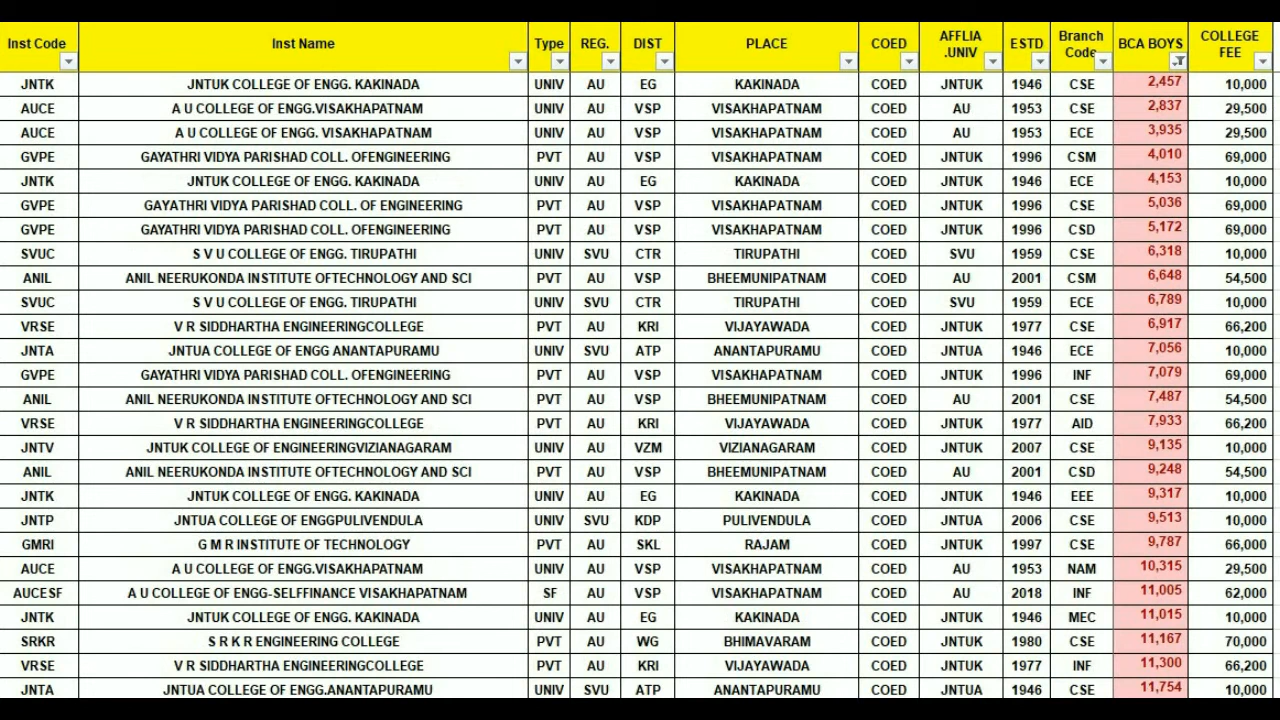 Inst Code Inst Name Type REG. DIST PLACE COED AFFLIA .UNIV ESTD Branch Code BCA BOYS COLLEGE FEE
JNTK JNTUK COLLEGE OF ENGG. KAKINADA UNIV AU EG KAKINADA COED JNTUK 1946 CSE 2,457 10,000
AUCE A U COLLEGE OF ENGG.VISAKHAPATNAM UNIV AU VSP VISAKHAPATNAM COED AU 1953 CSE 2,837 29,500
AUCE A U COLLEGE OF ENGG. VISAKHAPATNAM UNIV AU VSP VISAKHAPATNAM COED AU 1953 ECE 3,935 29,500
GVPE GAYATHRI VIDYA PARISHAD COLL. OFENGINEERING PVT AU VSP VISAKHAPATNAM COED JNTUK 1996 CSM 4,010 69,000
JNTK JNTUK COLLEGE OF ENGG. KAKINADA UNIV AU EG KAKINADA COED JNTUK 1946 ECE 4,153 10,000
GVPE GAYATHRI VIDYA PARISHAD COLL. OF ENGINEERING PVT AU VSP VISAKHAPATNAM COED JNTUK 1996 CSE 5,036 69,000
GVPE GAYATHRI VIDYA PARISHAD COLL. OFENGINEERING PVT AU VSP VISAKHAPATNAM COED JNTUK 1996 CSD 5,172 69,000
SVUC S V U COLLEGE OF ENGG. TIRUPATHI UNIV SVU CTR TIRUPATHI COED SVU 1959 CSE 6,318 10,000
ANIL ANIL NEERUKONDA INSTITUTE OFTECHNOLOGY AND SCI PVT AU VSP BHEEMUNIPATNAM COED AU 2001 CSM 6,648 54,500
SVUC S V U COLLEGE OF ENGG. TIRUPATHI UNIV SVU CTR TIRUPATHI COED SVU 1959 ECE 6,789 10,000
VRSE V R SIDDHARTHA ENGINEERINGCOLLEGE PVT AU KRI VIJAYAWADA COED JNTUK 1977 CSE 6,917 66,200
JNTA JNTUA COLLEGE OF ENGG ANANTAPURAMU UNIV SVU ATP ANANTAPURAMU COED JNTUA 1946 ECE 7,056 10,000
GVPE GAYATHRI VIDYA PARISHAD COLL. OFENGINEERING PVT AU VSP VISAKHAPATNAM COED JNTUK 1996 INF 7,079 69,000
ANIL ANIL NEERUKONDA INSTITUTE OFTECHNOLOGY AND SCI PVT AU VSP BHEEMUNIPATNAM COED AU 2001 CSE 7,487 54,500
VRSE V R SIDDHARTHA ENGINEERINGCOLLEGE PVT AU KRI VIJAYAWADA COED JNTUK 1977 AID 7,933 66,200
JNTV JNTUK COLLEGE OF ENGINEERINGVIZIANAGARAM UNIV AU VZM VIZIANAGARAM COED JNTUK 2007 CSE 9,135 10,000
ANIL ANIL NEERUKONDA INSTITUTE OFTECHNOLOGY AND SCI PVT AU VSP BHEEMUNIPATNAM COED AU 2001 CSD 9,248 54,500
JNTK JNTUK COLLEGE OF ENGG. KAKINADA UNIV AU EG KAKINADA COED JNTUK 1946 EEE 9,317 10,000
JNTP JNTUA COLLEGE OF ENGGPULIVENDULA UNIV SVU KDP PULIVENDULA COED JNTUA 2006 CSE 9,513 10,000
GMRI G M R INSTITUTE OF TECHNOLOGY PVT AU SKL RAJAM COED JNTUK 1997 CSE 9,787 66,000
AUCE A U COLLEGE OF ENGG.VISAKHAPATNAM UNIV AU VSP VISAKHAPATNAM COED AU 1953 NAM 10,315 29,500
AUCESF A U COLLEGE OF ENGG-SELFFINANCE VISAKHAPATNAM SF AU VSP VISAKHAPATNAM COED AU 2018 INF 11,005 62,000
JNTK JNTUK COLLEGE OF ENGG. KAKINADA UNIV AU EG KAKINADA COED JNTUK 1946 MEC 11,015 10,000
SRKR S R K R ENGINEERING COLLEGE PVT AU WG BHIMAVARAM COED JNTUK 1980 CSE 11,167 70,000
VRSE V R SIDDHARTHA ENGINEERINGCOLLEGE PVT AU KRI VIJAYAWADA COED JNTUK 1977 INF 11,300 66,200
JNTA JNTUA COLLEGE OF ENGG.ANANTAPURAMU UNIV SVU ATP ANANTAPURAMU COED JNTUA 1946 CSE 11,754 10,000